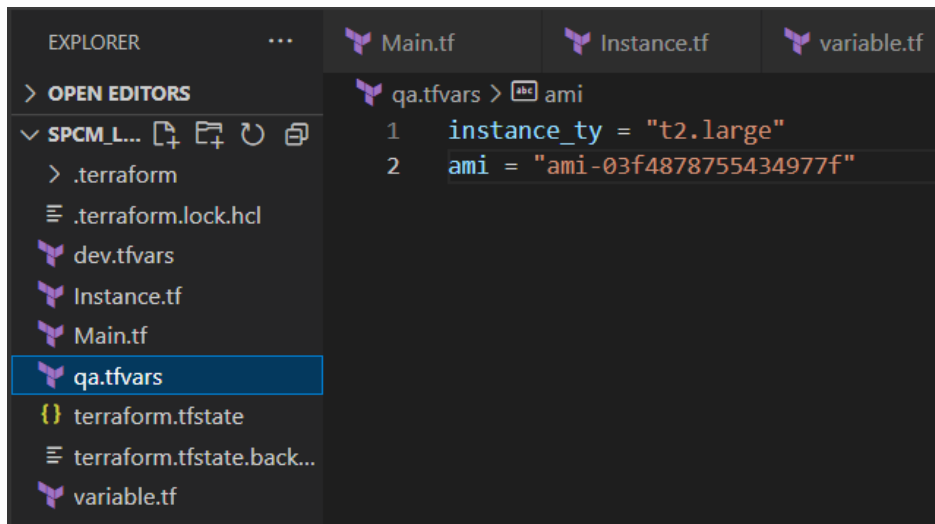 EXPLORER ...
OPEN EDITORS
SPCM_L...
.terraform
.terraform.lock.hcl
dev.tfvars
Instance.tf
Main.tf
qa.tfvars
terraform.tfstate
terraform.tfstate.back...
variable.tf
Main.tf Instance.tf variable.tf
qa.tfvars > abc ami
1 instance_ty = "t2.large"
2 ami = "ami-03f4878755434977f"